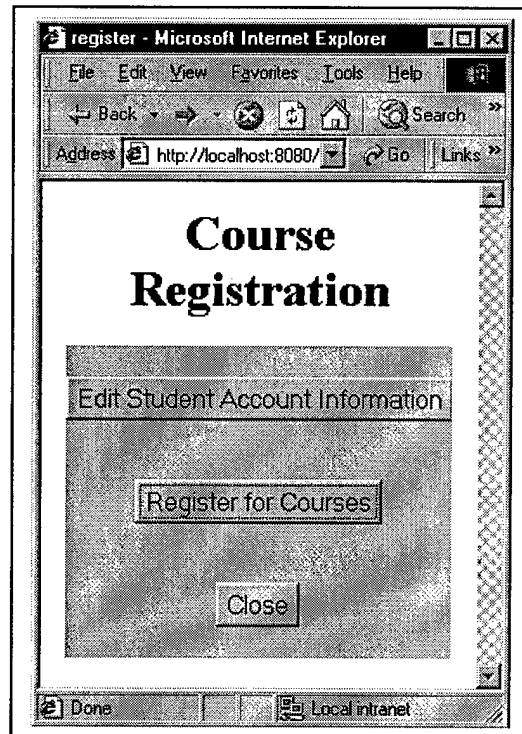 register - Microsoft Internet Explorer
File Edit View Favorites Tools Help
Back Search »
Address http://localhost:8080/ Go Links »
Course
Registration
Edit Student Account Information
Register for Courses
Close
Done Local intranet